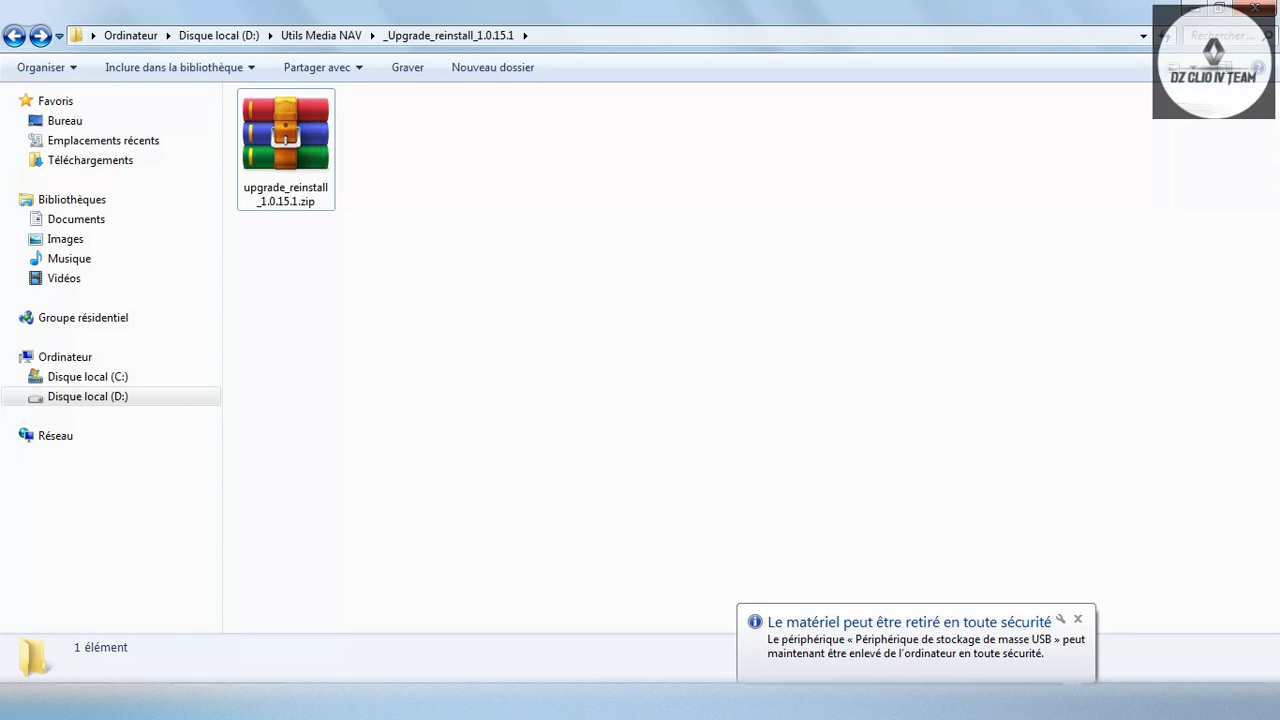 Ordinateur Disque local (D:) Utils Media NAV _Upgrade_reinstall_1.0.15.1
Rechercher...
DZ CLIO IV TEAM
Organiser Inclure dans la bibliothèque Partager avec Graver Nouveau dossier
Favoris
Bureau
Emplacements récents
Téléchargements
Bibliothèques
Documents
Images
Musique
Vidéos
Groupe résidentiel
Ordinateur
Disque local (C:)
Disque local (D:)
Réseau
upgrade_reinstall
_1.0.15.1.zip
1 élément
Le matériel peut être retiré en toute sécurité
Le périphérique « Périphérique de stockage de masse USB » peut
maintenant être enlevé de l'ordinateur en toute sécurité.